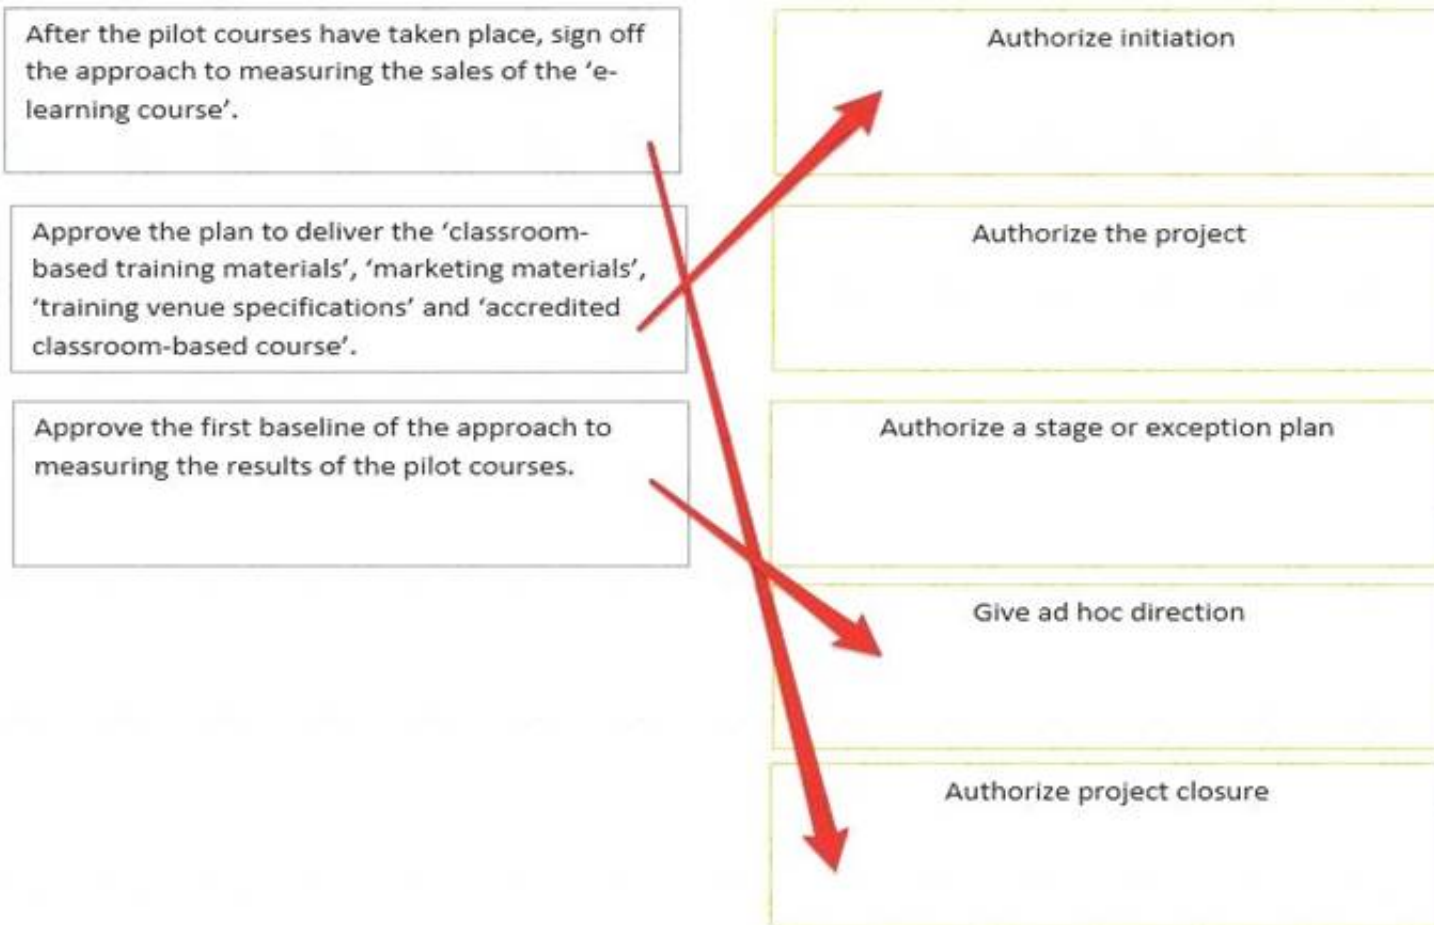 After the pilot courses have taken place, sign off
the approach to measuring the sales of the ‘e-
learning course’.
Approve the plan to deliver the ‘classroom-
based training materials’, ‘marketing materials’,
‘training venue specifications’ and ‘accredited
classroom-based course’.
Approve the first baseline of the approach to
measuring the results of the pilot courses.
Authorize initiation
Authorize the project
Authorize a stage or exception plan
Give ad hoc direction
Authorize project closure